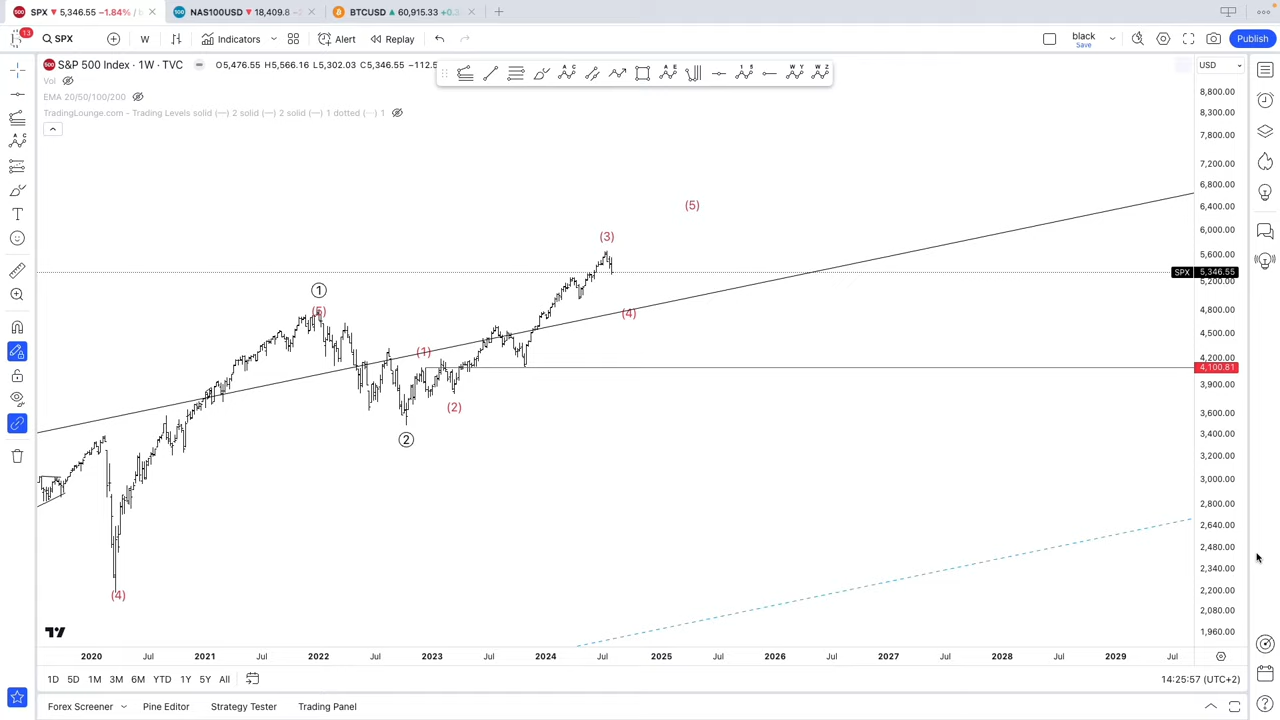 SPX 5,346.55 −1.84% /
NAS100USD 18,409.8
BTCUSD 60,915.33
13
SPX
W
Indicators
Alert
Replay
black
Save
Publish
S&P 500 Index · 1W · TVC
O5,476.55 H5,566.16 L5,302.03 C5,346.55 −112.5
Vol
EMA 20/50/100/200
TradingLounge.com - Trading Levels solid (—) 2 solid (—) 2 solid (—) 1 dotted (···) 1
USD
8,800.00
8,300.00
7,800.00
7,200.00
6,800.00
6,400.00
6,000.00
5,600.00
SPX 5,346.55
5,200.00
4,800.00
4,500.00
4,200.00
4,100.81
3,900.00
3,600.00
3,400.00
3,200.00
3,000.00
2,800.00
2,640.00
2,480.00
2,340.00
2,200.00
2,080.00
1,960.00
(5)
(3)
1
(5)
(4)
(1)
(2)
2
(4)
2020 Jul 2021 Jul 2022 Jul 2023 Jul 2024 Jul 2025 Jul 2026 Jul 2027 Jul 2028 Jul 2029 Jul
1D 5D 1M 3M 6M YTD 1Y 5Y All
14:25:57 (UTC+2)
Forex Screener Pine Editor Strategy Tester Trading Panel